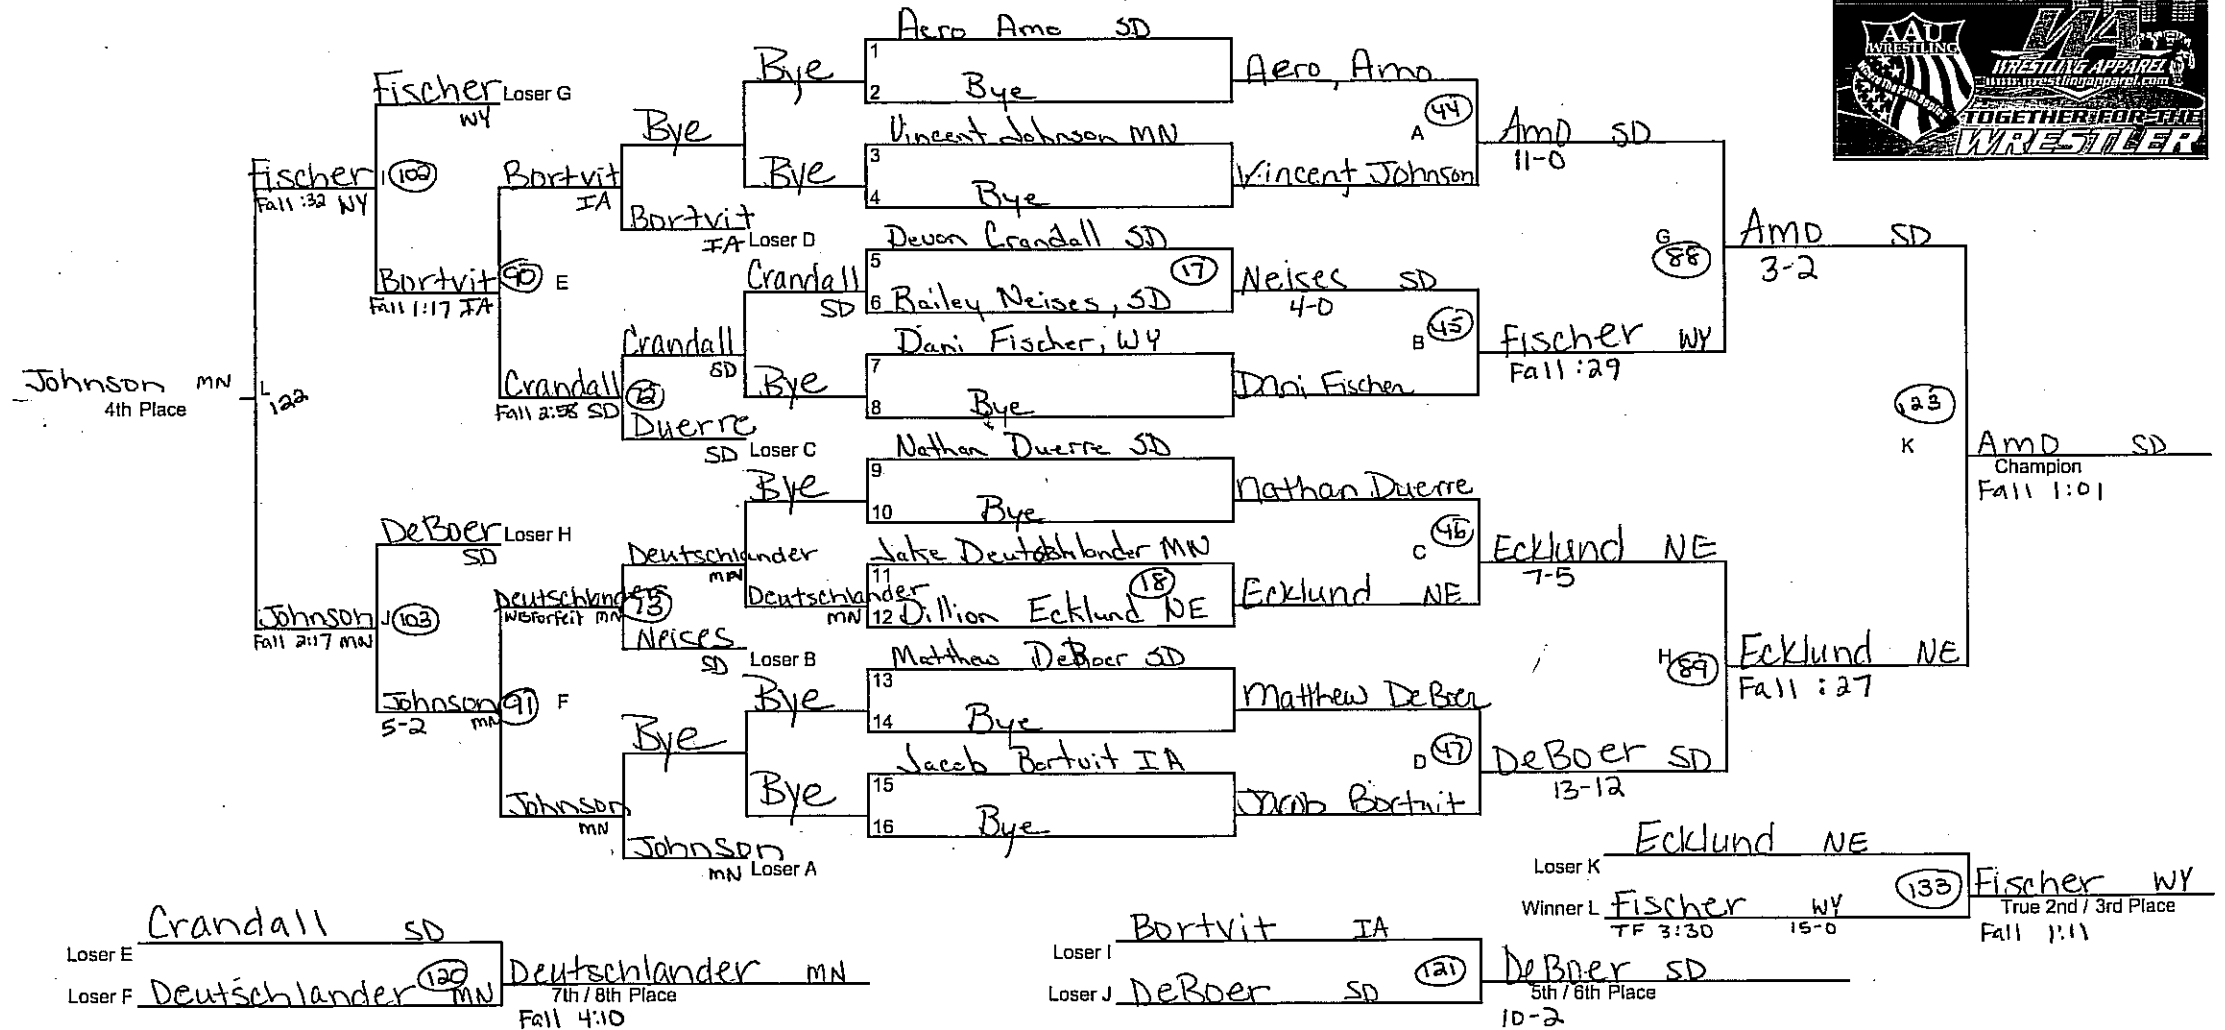 AAU
WRESTLING
WA
WRESTLING APPAREL
www.wrestlingapparel.com
TOGETHER FOR THE
WRESTLER
Aero Amo SD
1
2 Bye
Vincent Johnson MN
3
4 Bye
Devon Crandall SD
5
17
6 Bailey Neises, SD
Dani Fischer, WY
7
8 Bye
Nathan Duerre SD
9
10 Bye
Jake Deutschlander MN
11
18
12 Dillion Ecklund NE
Matthew DeBoer SD
13
14 Bye
Jacob Bortvit IA
15
16 Bye
Aero, Amo
A 44
Vincent Johnson
Neises SD
4-0
B 45
Dani Fischer
Nathan Duerre
C 46
Ecklund NE
Matthew DeBoer
D 47
Jacob Bortvit
Amo SD
11-0
G 88
Fischer WY
Fall :29
Ecklund NE
7-5
H 89
DeBoer SD
13-12
Amo SD
3-2
123
K
Ecklund NE
Fall :27
Amo SD
Champion
Fall 1:01
Bye
Bye
Crandall
SD
Bye
Bye
Deutschlander
MN
Bye
Bye
Bye
Bortvit
IA Loser D
Crandall
SD
72
Duerre
SD Loser C
Deutschlander
MN
73
Neises
SD Loser B
Bye
Johnson
MN Loser A
Bortvit
IA
90 E
Crandall
Fall 2:58 SD
Deutschlander
W8 Forfeit MN
91 F
Johnson
MN
Fischer Loser G
WY
I 102
Bortvit
Fall 1:17 IA
DeBoer Loser H
SD
J 103
Johnson
5-2 MN
Fischer
Fall :32 WY
L
122
Johnson
Fall 2:17 MN
Johnson MN
4th Place
Ecklund NE
Loser K
133
Winner L Fischer WY
TF 3:30 15-0
Fischer WY
True 2nd / 3rd Place
Fall 1:11
Crandall SD
Loser E
120
Loser F Deutschlander MN
Deutschlander MN
7th / 8th Place
Fall 4:10
Bortvit IA
Loser I
121
Loser J DeBoer SD
DeBoer SD
5th / 6th Place
10-2